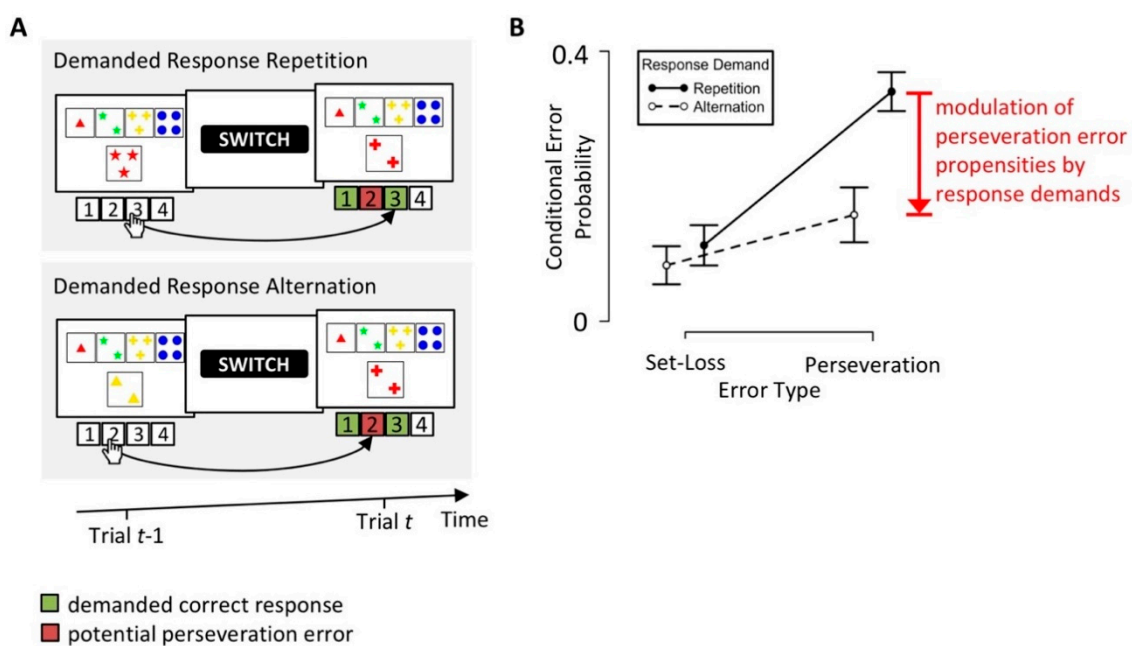 A
Demanded Response Repetition
SWITCH
1 2 3 4
1 2 3 4
Demanded Response Alternation
SWITCH
1 2 3 4
1 2 3 4
Trial t-1
Trial t
Time
demanded correct response
potential perseveration error
B
0.4
0
Conditional Error
Probability
Response Demand
Repetition
Alternation
modulation of
perseveration error
propensities by
response demands
Set-Loss
Perseveration
Error Type